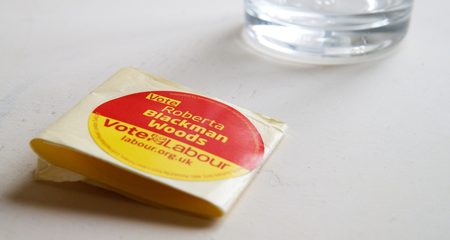 Vote
Roberta
Blackman
Woods
Vote Labour
labour.org.uk